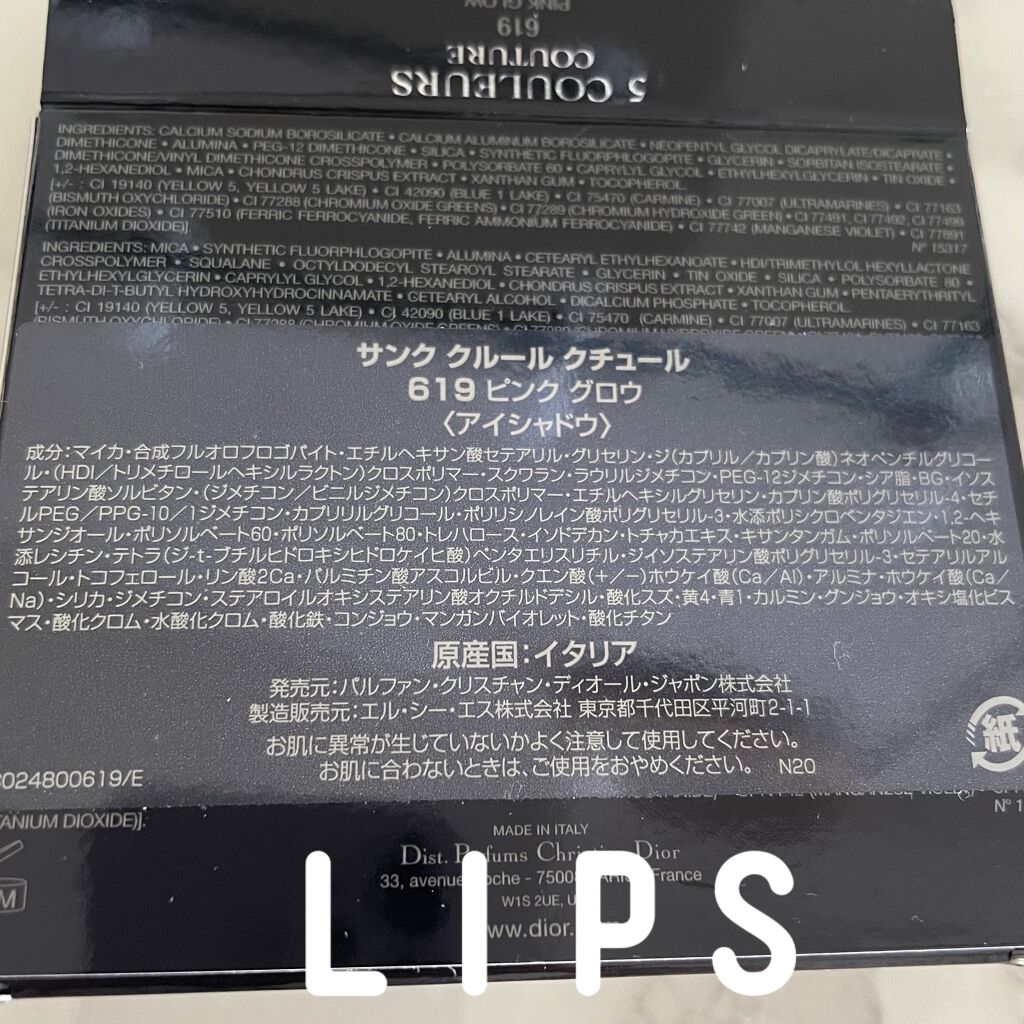 PINK GLOW
619
COUTURE
5 COULEURS
INGREDIENTS: CALCIUM SODIUM BOROSILICATE • CALCIUM ALUMINUM BOROSILICATE • NEOPENTYL GLYCOL DICAPRYLATE/DICAPRATE •
DIMETHICONE • ALUMINA • PEG-12 DIMETHICONE • SILICA • SYNTHETIC FLUORPHLOGOPITE • GLYCERIN • SORBITAN ISOSTEARATE •
DIMETHICONE/VINYL DIMETHICONE CROSSPOLYMER • POLYSORBATE 60 • CAPRYLYL GLYCOL • ETHYLHEXYLGLYCERIN • TIN OXIDE •
1,2-HEXANEDIOL • MICA • CHONDRUS CRISPUS EXTRACT • XANTHAN GUM • TOCOPHEROL.
[+/- : CI 19140 (YELLOW 5, YELLOW 5 LAKE) • CI 42090 (BLUE 1 LAKE) • CI 75470 (CARMINE) • CI 77007 (ULTRAMARINES) • CI 77163
(BISMUTH OXYCHLORIDE) • CI 77288 (CHROMIUM OXIDE GREENS) • CI 77289 (CHROMIUM HYDROXIDE GREEN) • CI 77491, CI 77492, CI 77499
(IRON OXIDES) • CI 77510 (FERRIC FERROCYANIDE, FERRIC AMMONIUM FERROCYANIDE) • CI 77742 (MANGANESE VIOLET) • CI 77891
(TITANIUM DIOXIDE)].
N° 15317
INGREDIENTS: MICA • SYNTHETIC FLUORPHLOGOPITE • ALUMINA • CETEARYL ETHYLHEXANOATE • HDI/TRIMETHYLOL HEXYLLACTONE
CROSSPOLYMER • SQUALANE • OCTYLDODECYL STEAROYL STEARATE • GLYCERIN • TIN OXIDE • SILICA • POLYSORBATE 80 •
ETHYLHEXYLGLYCERIN • CAPRYLYL GLYCOL • 1,2-HEXANEDIOL • CHONDRUS CRISPUS EXTRACT • XANTHAN GUM • PENTAERYTHRITYL
TETRA-DI-T-BUTYL HYDROXYHYDROCINNAMATE • CETEARYL ALCOHOL • DICALCIUM PHOSPHATE • TOCOPHEROL.
[+/- : CI 19140 (YELLOW 5, YELLOW 5 LAKE) • CI 42090 (BLUE 1 LAKE) • CI 75470 (CARMINE) • CI 77007 (ULTRAMARINES) • CI 77163
サンク クルール クチュール
619 ピンク グロウ
〈アイシャドウ〉
成分:マイカ・合成フルオロフロゴパイト・エチルヘキサン酸セテアリル・グリセリン・ジ(カプリル/カプリン酸)ネオペンチルグリコー
ル・(HDI/トリメチロールヘキシルラクトン)クロスポリマー・スクワラン・ラウリルジメチコン・PEG-12ジメチコン・シア脂・BG・イソス
テアリン酸ソルビタン・(ジメチコン/ビニルジメチコン)クロスポリマー・エチルヘキシルグリセリン・カプリン酸ポリグリセリル-4・セチ
ルPEG/PPG-10/1ジメチコン・カプリリルグリコール・ポリリシノレイン酸ポリグリセリル-3・水添ポリシクロペンタジエン・1,2-ヘキ
サンジオール・ポリソルベート60・ポリソルベート80・トレハロース・イソドデカン・トチャカエキス・キサンタンガム・ポリソルベート20・水
添レシチン・テトラ(ジ-t-ブチルヒドロキシヒドロケイヒ酸)ペンタエリスリチル・ジイソステアリン酸ポリグリセリル-3・セテアリルアル
コール・トコフェロール・リン酸2Ca・パルミチン酸アスコルビル・クエン酸(+/-)ホウケイ酸(Ca/Al)・アルミナ・ホウケイ酸(Ca/
Na)・シリカ・ジメチコン・ステアロイルオキシステアリン酸オクチルドデシル・酸化スズ・黄4・青1・カルミン・グンジョウ・オキシ塩化ビス
マス・酸化クロム・水酸化クロム・酸化鉄・コンジョウ・マンガンバイオレット・酸化チタン
原産国:イタリア
発売元:パルファン・クリスチャン・ディオール・ジャポン株式会社
製造販売元:エル・シー・エス株式会社 東京都千代田区平河町2-1-1
お肌に異常が生じていないかよく注意して使用してください。
お肌に合わないときは、ご使用をおやめください。 N20
紙
024800619/E
TANIUM DIOXIDE)].
MADE IN ITALY
Dist. Christian Dior
33, 7500 France
W1S 2UE,
www.dior.
M
LIPS